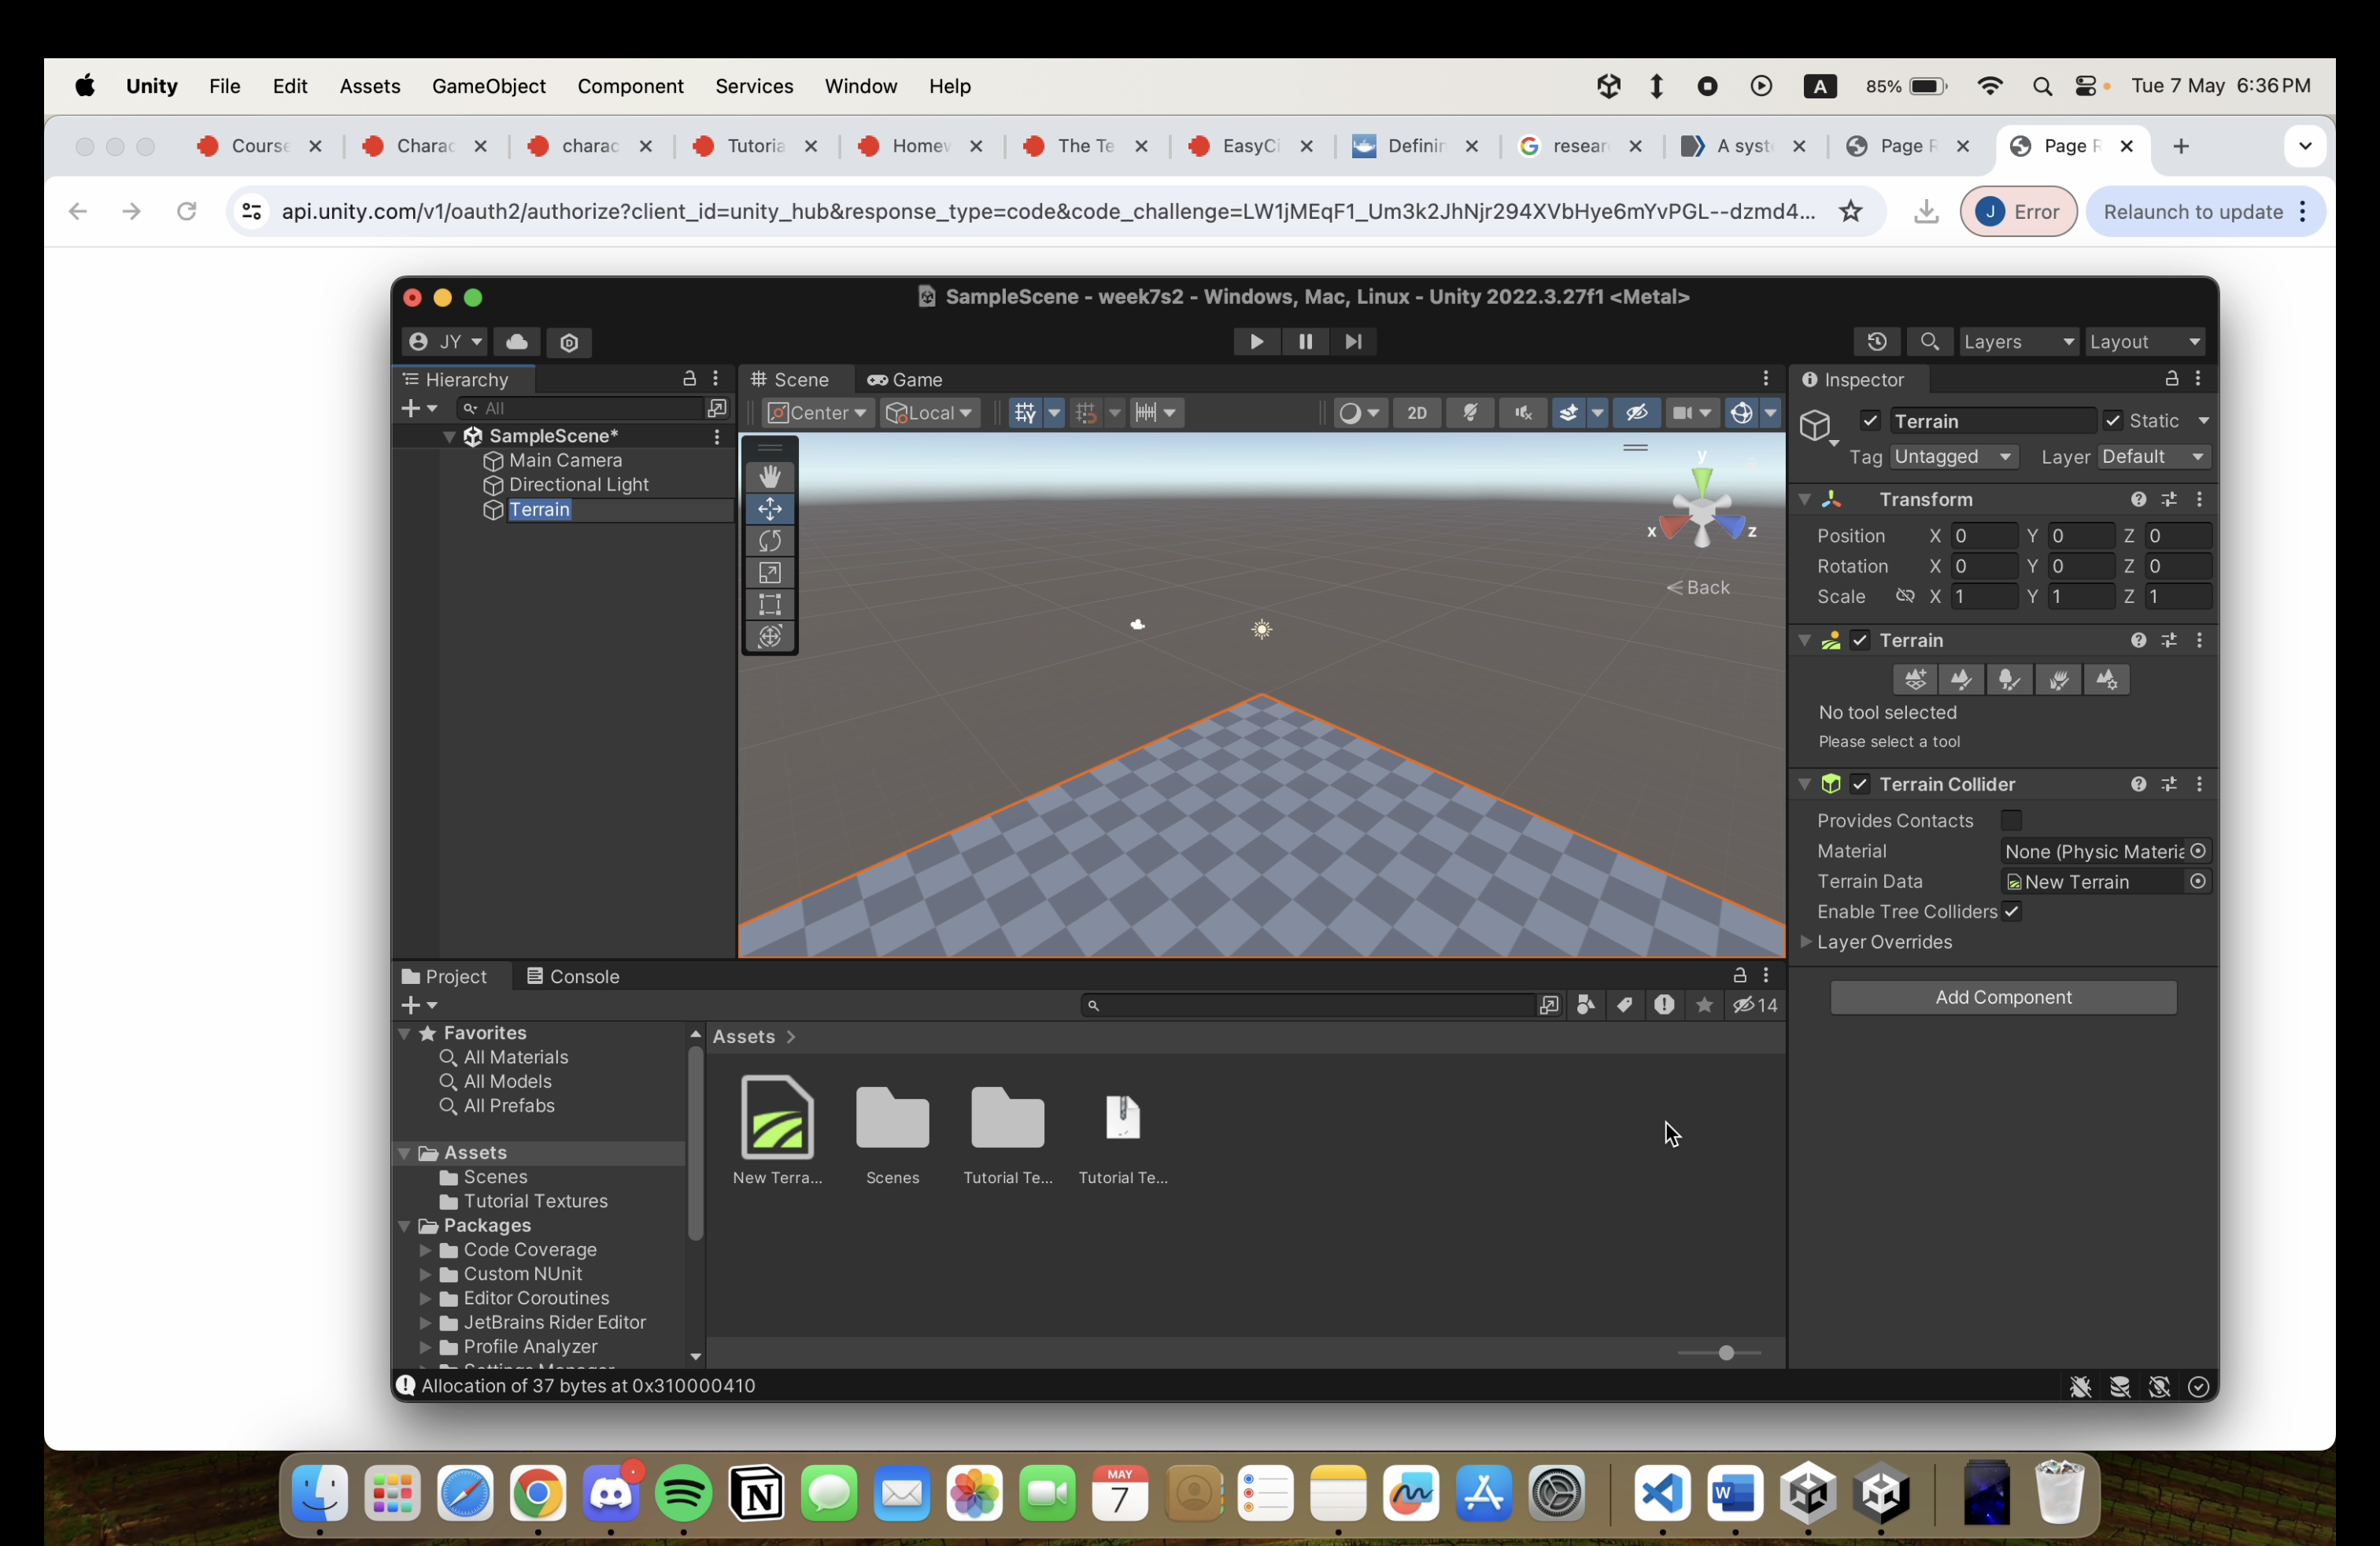 Unity File Edit Assets GameObject Component Services Window Help A 85% Tue 7 May 6:36 PM
Course Charac charac Tutoria Homew The Te EasyCi Definin resear A syste Page R Page R
api.unity.com/v1/oauth2/authorize?client_id=unity_hub&response_type=code&code_challenge=LW1jMEqF1_Um3k2JhNjr294XVbHye6mYvPGL--dzmd4... J Error Relaunch to update
SampleScene - week7s2 - Windows, Mac, Linux - Unity 2022.3.27f1 <Metal>
JY Layers Layout
Hierarchy
All
SampleScene*
Main Camera
Directional Light
Terrain
Scene Game
Center Local 2D
y
x z
Back
Inspector
Terrain Static
Tag Untagged Layer Default
Transform
Position X 0 Y 0 Z 0
Rotation X 0 Y 0 Z 0
Scale X 1 Y 1 Z 1
Terrain
No tool selected
Please select a tool
Terrain Collider
Provides Contacts
Material None (Physic Materia
Terrain Data New Terrain
Enable Tree Colliders
Layer Overrides
Add Component
Project Console
14
Favorites
All Materials
All Models
All Prefabs
Assets
Scenes
Tutorial Textures
Packages
Code Coverage
Custom NUnit
Editor Coroutines
JetBrains Rider Editor
Profile Analyzer
Assets
New Terra... Scenes Tutorial Te... Tutorial Te...
Allocation of 37 bytes at 0x310000410
MAY
7
W